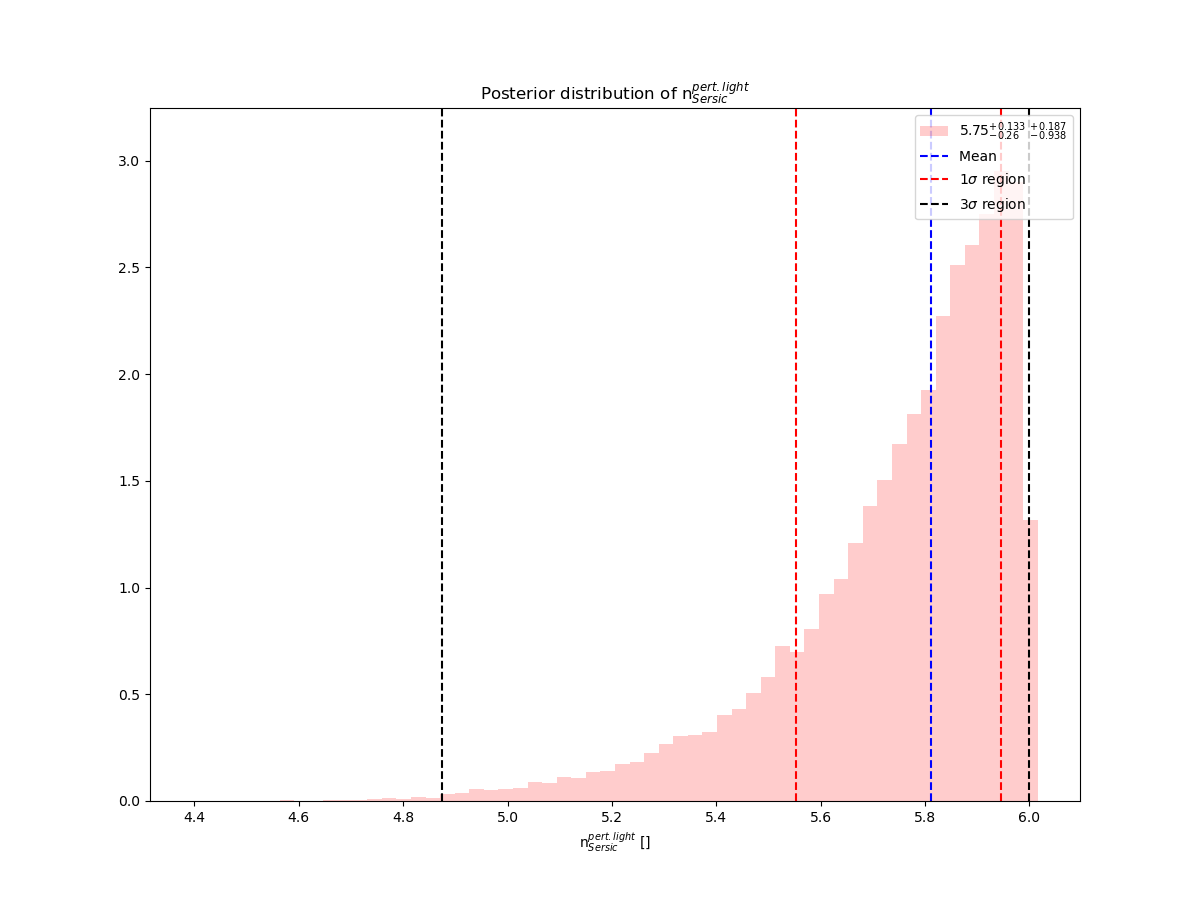 Posterior distribution of n_{Sersic}^{pert.light}
5.75^{+0.133}_{-0.26} ^{+0.187}_{-0.938}
Mean
1σ region
3σ region
3.0
2.5
2.0
1.5
1.0
0.5
0.0
4.4 4.6 4.8 5.0 5.2 5.4 5.6 5.8 6.0
n_{Sersic}^{pert.light} []